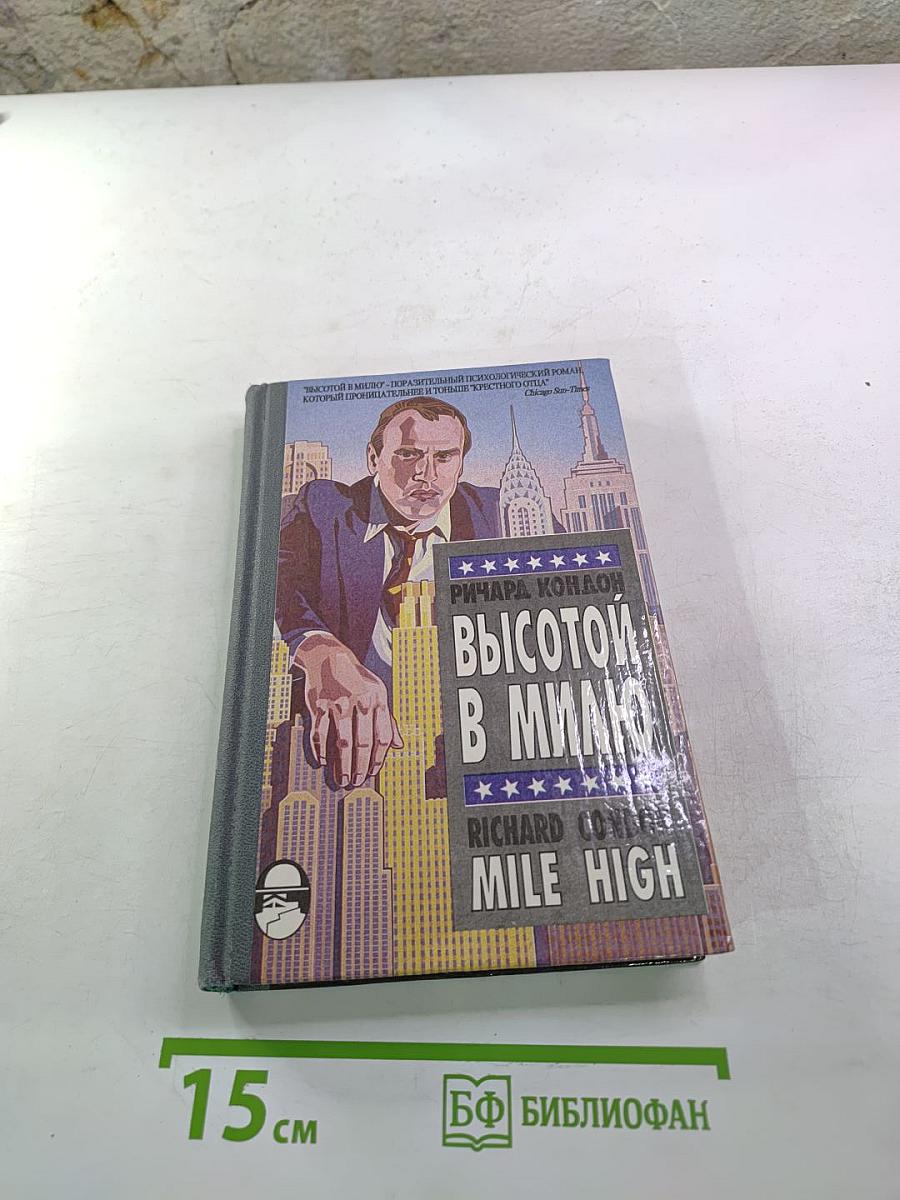 "ВЫСОТОЙ В МИЛЮ" - ПОРАЗИТЕЛЬНЫЙ ПСИХОЛОГИЧЕСКИЙ РОМАН,
КОТОРЫЙ ПРОНИЦАТЕЛЬНЕЕ И ТОНЬШЕ "КРЕСТНОГО ОТЦА"
Chicago Sun-Times
РИЧАРД КОНДОН
ВЫСОТОЙ
В МИЛЮ
RICHARD CONDON
MILE HIGH
15 см
БФ БИБЛИОФАН